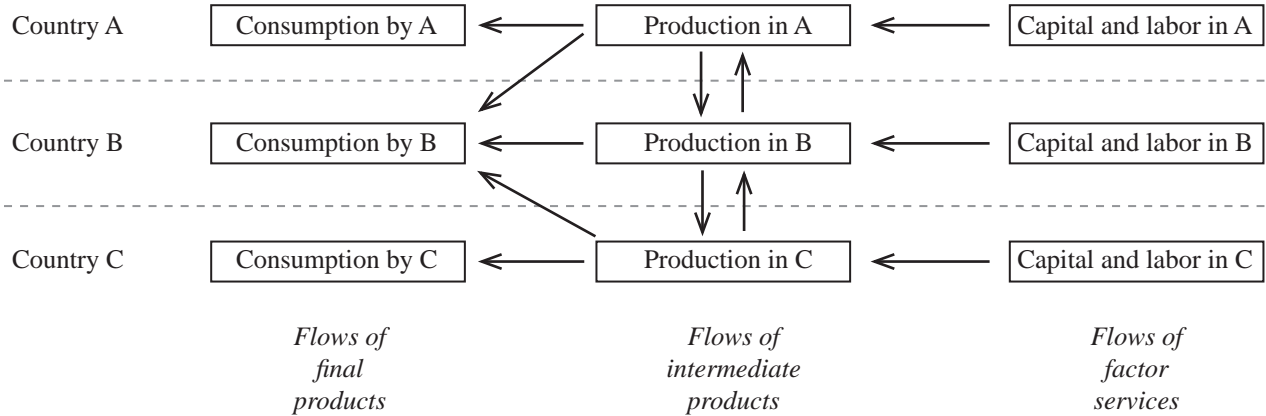 Country A
Consumption by A
Production in A
Capital and labor in A
Country B
Consumption by B
Production in B
Capital and labor in B
Country C
Consumption by C
Production in C
Capital and labor in C
Flows of
final
products
Flows of
intermediate
products
Flows of
factor
services